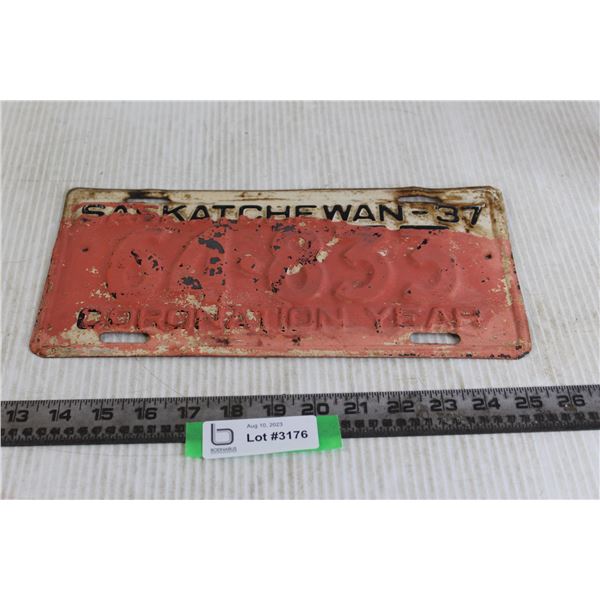 SASKATCHEWAN - 37
CORONATION YEAR
13 14 15 16 17 18 19 20 21 22 23 24 25 26
Aug 10, 2023
Lot #3176
BODNARUS